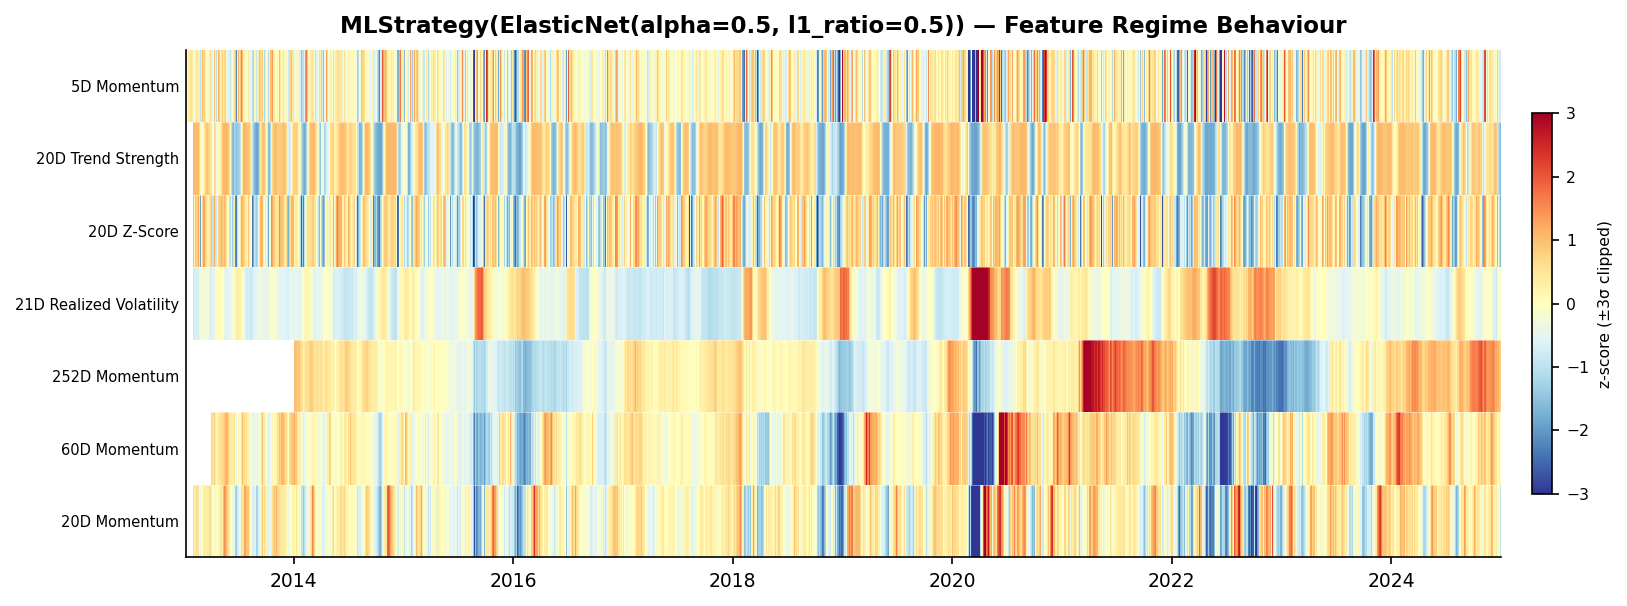 MLStrategy(ElasticNet(alpha=0.5, l1_ratio=0.5)) — Feature Regime Behaviour
5D Momentum
20D Trend Strength
20D Z-Score
21D Realized Volatility
252D Momentum
60D Momentum
20D Momentum
2014
2016
2018
2020
2022
2024
3
2
1
0
−1
−2
−3
z-score (±3σ clipped)